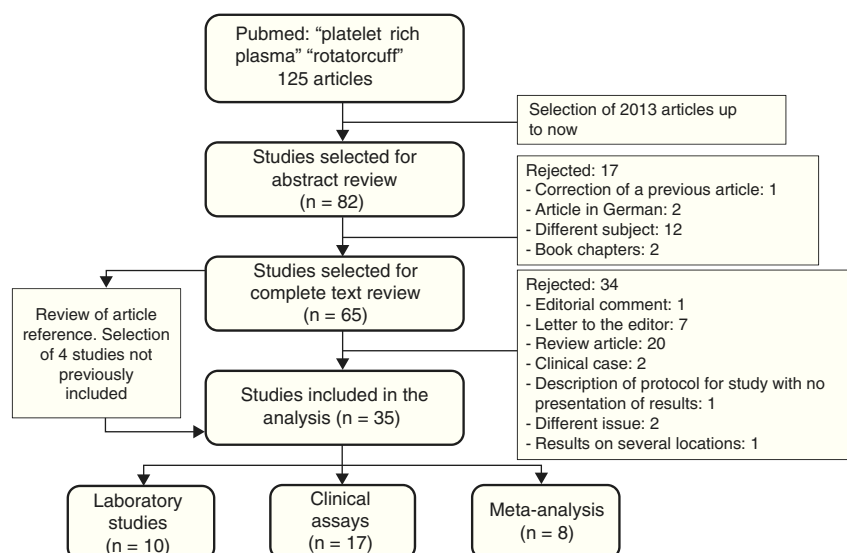 Pubmed: “platelet rich
plasma” “rotatorcuff”
125 articles
Selection of 2013 articles up
to now
Studies selected for
abstract review
(n = 82)
Rejected: 17
- Correction of a previous article: 1
- Article in German: 2
- Different subject: 12
- Book chapters: 2
Studies selected for
complete text review
(n = 65)
Review of article
reference. Selection
of 4 studies not
previously
included
Rejected: 34
- Editorial comment: 1
- Letter to the editor: 7
- Review article: 20
- Clinical case: 2
- Description of protocol for study with no
presentation of results: 1
- Different issue: 2
- Results on several locations: 1
Studies included in the
analysis (n = 35)
Laboratory
studies
(n = 10)
Clinical
assays
(n = 17)
Meta-analysis
(n = 8)